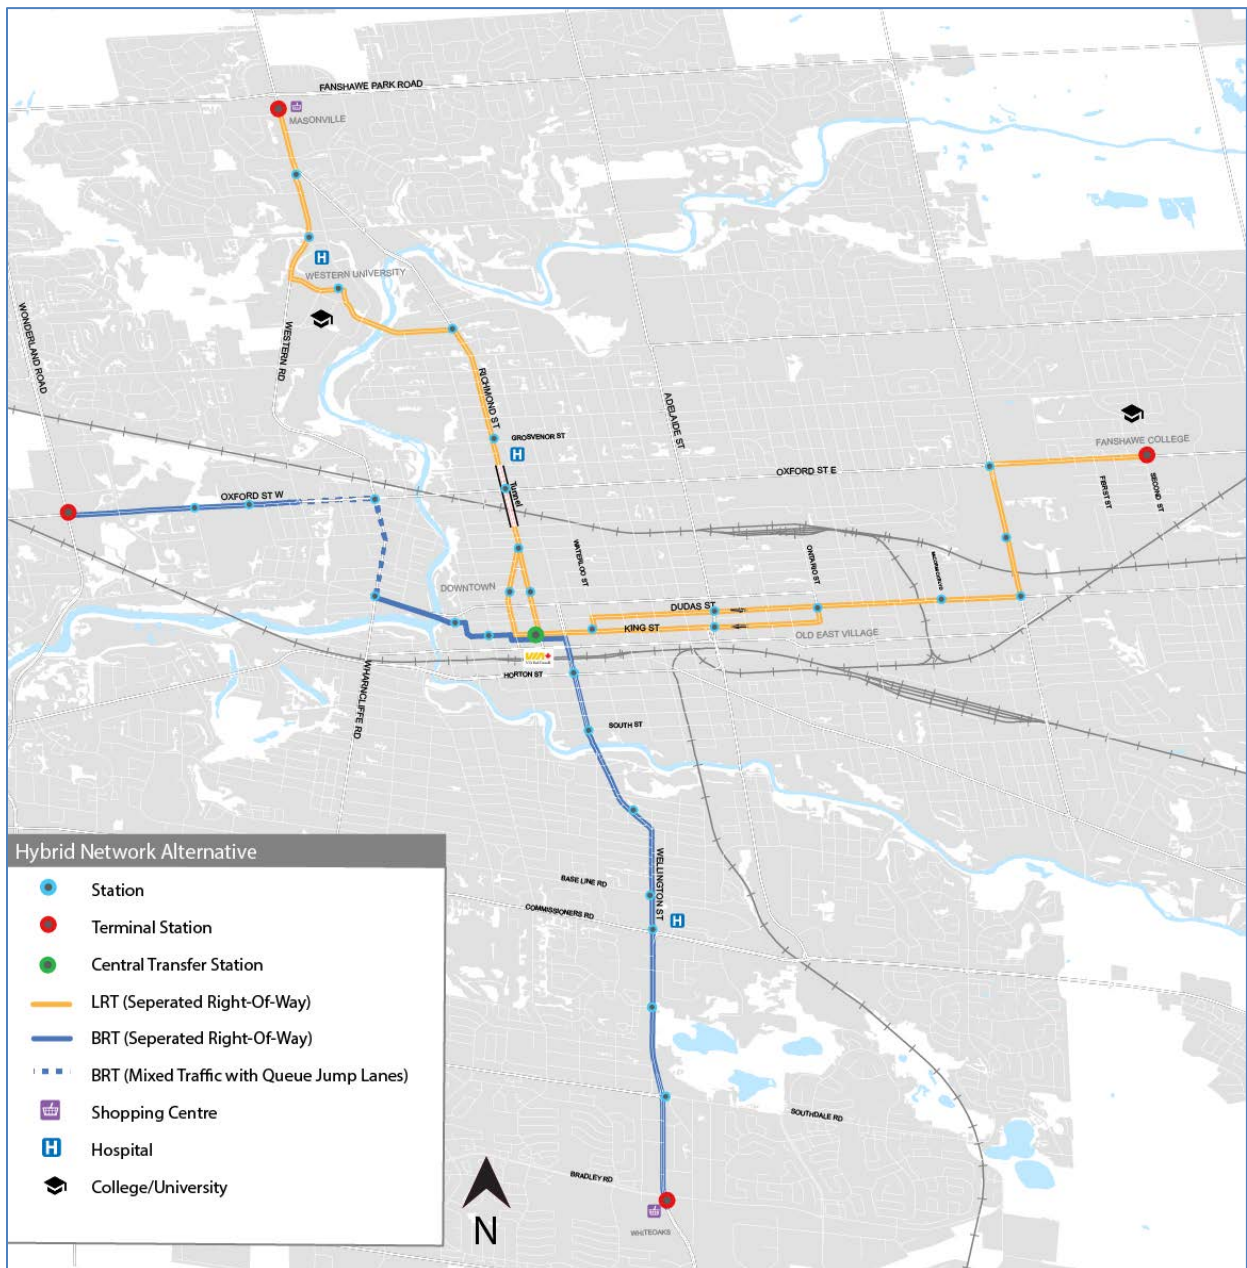 FANSHAWE PARK ROAD
MASONVILLE
H
WESTERN UNIVERSITY
WONDERLAND ROAD
WESTERN RD
RICHMOND ST
ADELAIDE ST
GROSVENOR ST
H
FANSHAWE COLLEGE
OXFORD ST E
SECOND ST
Tunnel
OXFORD ST W
WATERLOO ST
ONTARIO ST
DOWNTOWN
DUDAS ST
KING ST
OLD EAST VILLAGE
VIA
HORTON ST
WHARNCLIFFE RD
SOUTH ST
WELLINGTON ST
BASE LINE RD
COMMISSIONERS RD
H
SOUTHDALE RD
BRADLEY RD
WHITEOAKS
Hybrid Network Alternative
Station
Terminal Station
Central Transfer Station
LRT (Seperated Right-Of-Way)
BRT (Seperated Right-Of-Way)
BRT (Mixed Traffic with Queue Jump Lanes)
Shopping Centre
H Hospital
College/University
N